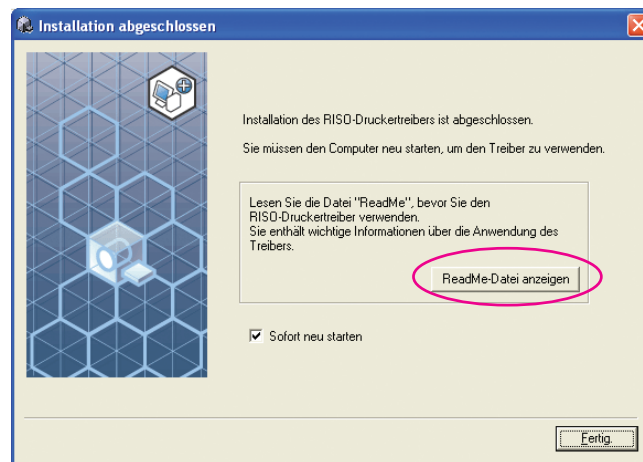 Installation abgeschlossen
Installation des RISO-Druckertreibers ist abgeschlossen.
Sie müssen den Computer neu starten, um den Treiber zu verwenden.
Lesen Sie die Datei "ReadMe", bevor Sie den
RISO-Druckertreiber verwenden.
Sie enthält wichtige Informationen über die Anwendung des
Treibers.
ReadMe-Datei anzeigen
Sofort neu starten
Fertig.